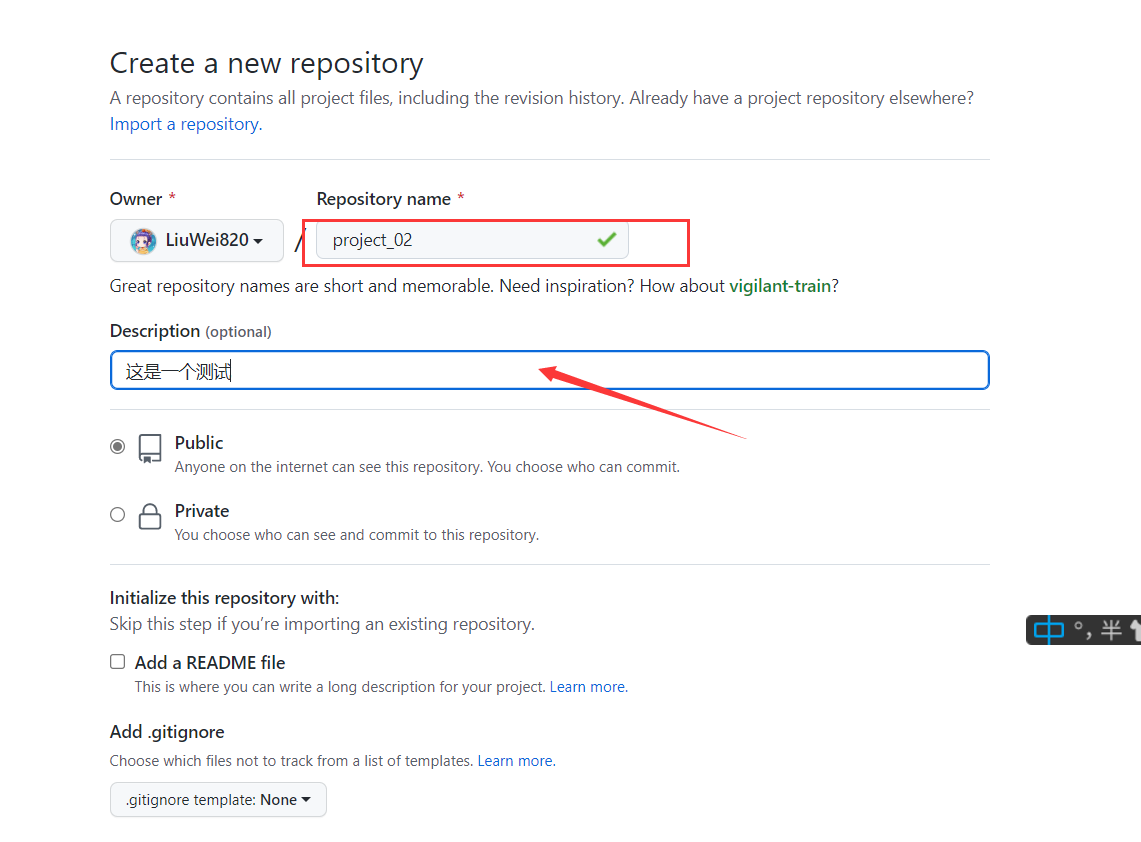 Create a new repository
A repository contains all project files, including the revision history. Already have a project repository elsewhere?
Import a repository.
Owner *
Repository name *
LiuWei820
/
project_02
Great repository names are short and memorable. Need inspiration? How about vigilant-train?
Description (optional)
这是一个测试
Public
Anyone on the internet can see this repository. You choose who can commit.
Private
You choose who can see and commit to this repository.
Initialize this repository with:
Skip this step if you’re importing an existing repository.
中 °, 半
Add a README file
This is where you can write a long description for your project. Learn more.
Add .gitignore
Choose which files not to track from a list of templates. Learn more.
.gitignore template: None